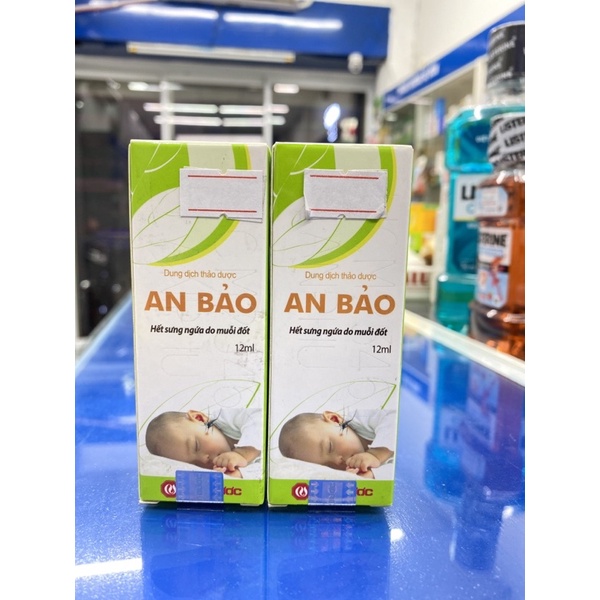 Dung dịch thảo dược
AN BẢO
Hết sưng ngứa do muỗi đốt
12ml
Dung dịch thảo dược
AN BẢO
Hết sưng ngứa do muỗi đốt
12ml
LISTERINE